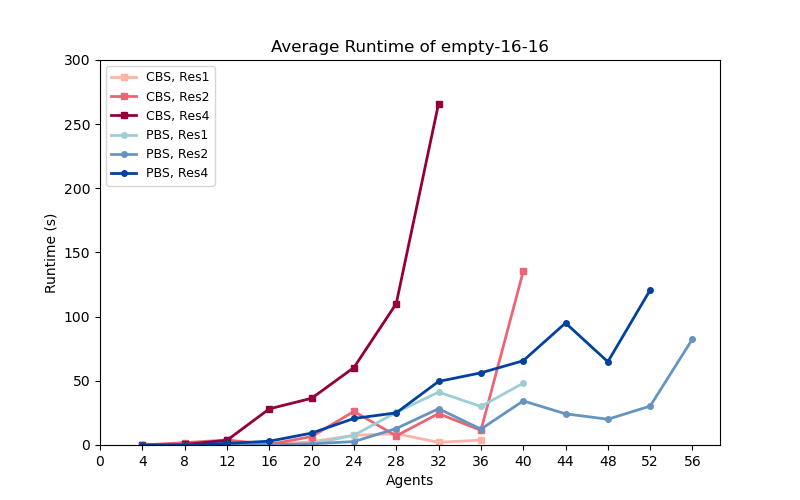 Average Runtime of empty-16-16
300
250
200
150
100
50
0
Runtime (s)
CBS, Res1
CBS, Res2
CBS, Res4
PBS, Res1
PBS, Res2
PBS, Res4
0 4 8 12 16 20 24 28 32 36 40 44 48 52 56
Agents